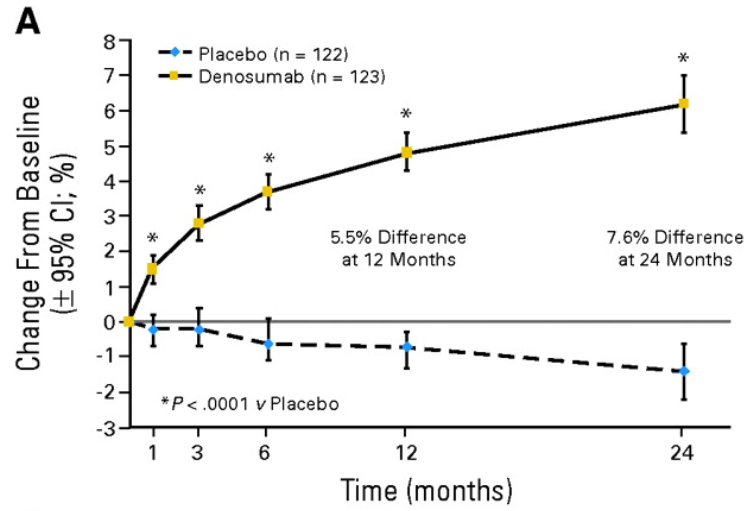 A
Placebo (n = 122)
Denosumab (n = 123)
Change From Baseline
(± 95% CI; %)
8
7
6
5
4
3
2
1
0
-1
-2
-3
*
*
*
*
*
5.5% Difference
at 12 Months
7.6% Difference
at 24 Months
*P < .0001 v Placebo
1
3
6
12
24
Time (months)